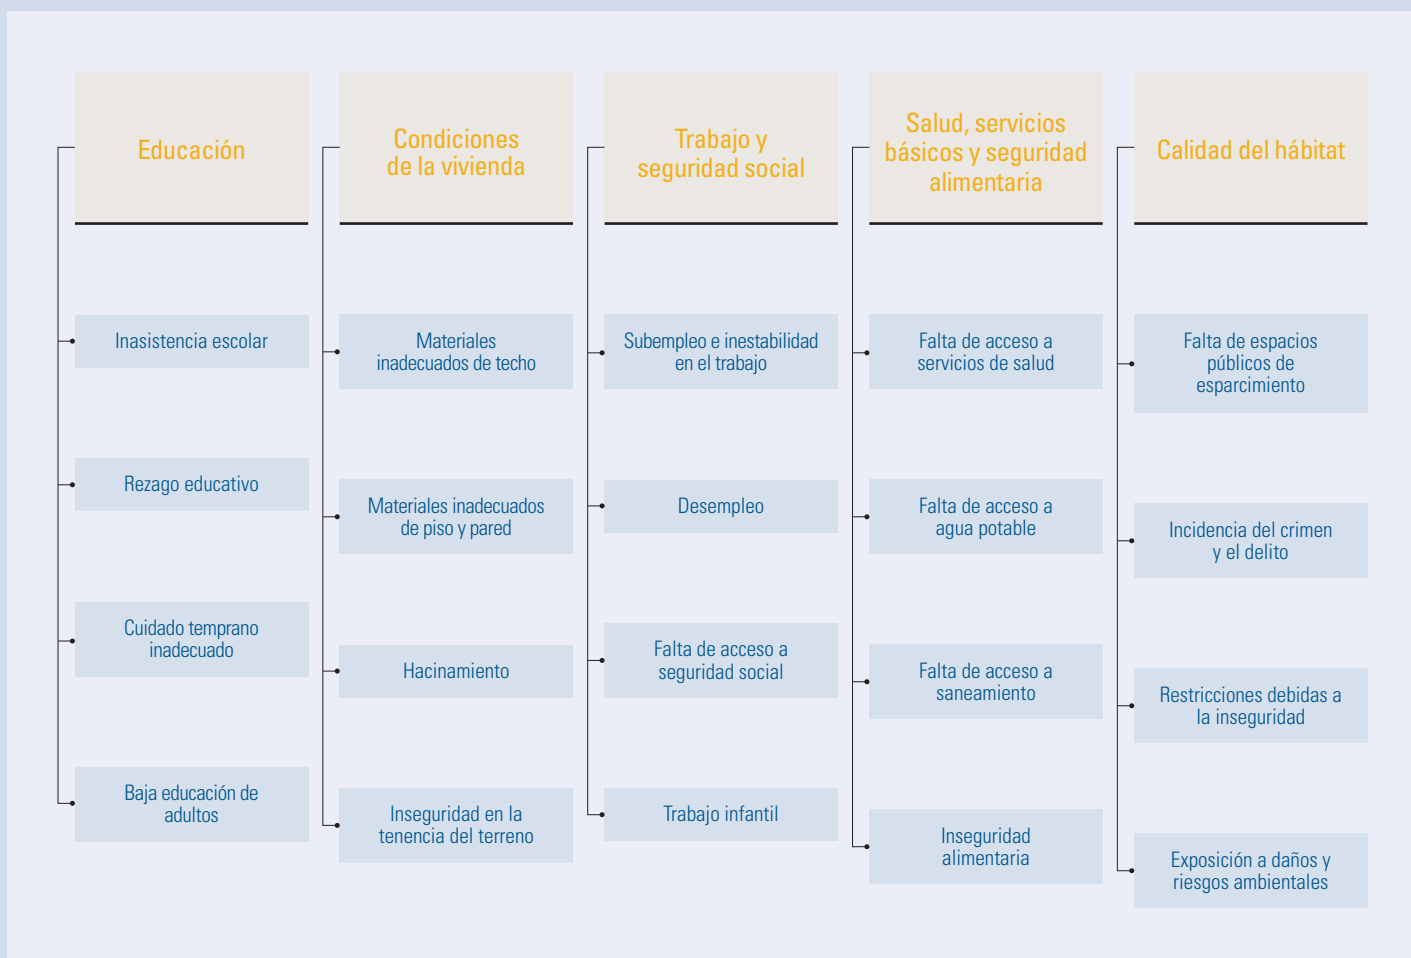 Educación
Inasistencia escolar
Rezago educativo
Cuidado temprano
inadecuado
Baja educación de
adultos
Condiciones
de la vivienda
Materiales
inadecuados de techo
Materiales inadecuados
de piso y pared
Hacinamiento
Inseguridad en la
tenencia del terreno
Trabajo y
seguridad social
Subempleo e inestabilidad
en el trabajo
Desempleo
Falta de acceso a
seguridad social
Trabajo infantil
Salud, servicios
básicos y seguridad
alimentaria
Falta de acceso a
servicios de salud
Falta de acceso a
agua potable
Falta de acceso a
saneamiento
Inseguridad
alimentaria
Calidad del hábitat
Falta de espacios
públicos de
esparcimiento
Incidencia del crimen
y el delito
Restricciones debidas a
la inseguridad
Exposición a daños y
riesgos ambientales